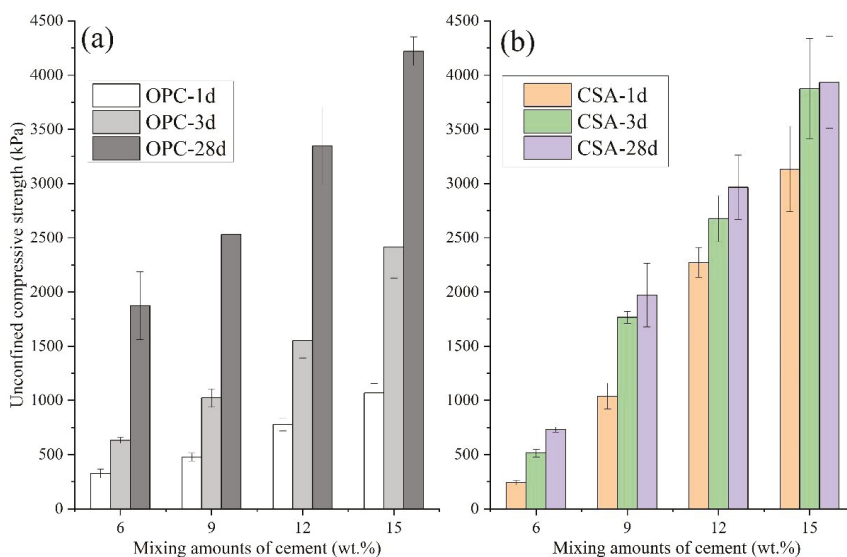 (a)
OPC-1d
OPC-3d
OPC-28d
Unconfined compressive strength (kPa)
4500
4000
3500
3000
2500
2000
1500
1000
500
0
6 9 12 15
Mixing amounts of cement (wt.%)
(b)
CSA-1d
CSA-3d
CSA-28d
4500
4000
3500
3000
2500
2000
1500
1000
500
0
6 9 12 15
Mixing amounts of cement (wt.%)